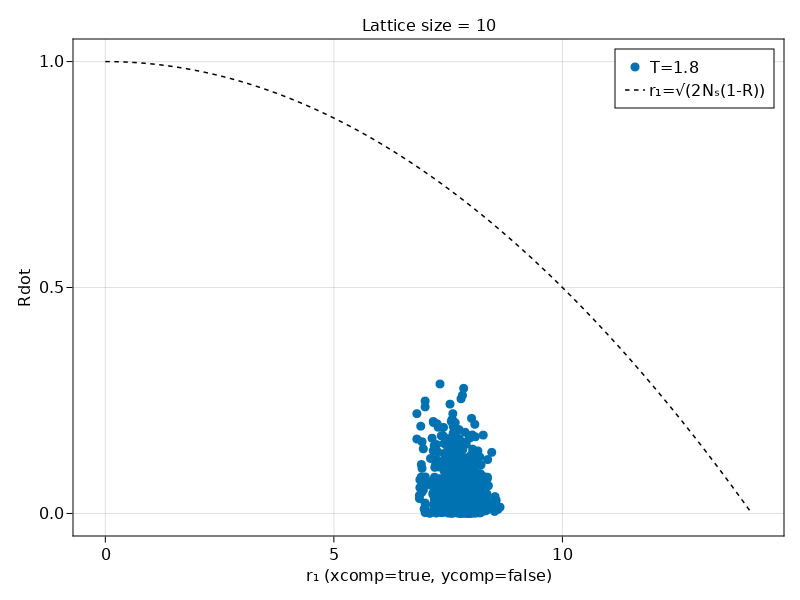 Lattice size = 10
T=1.8
r₁=√(2Nₛ(1-R))
1.0
0.5
0.0
Rdot
0
5
10
r₁ (xcomp=true, ycomp=false)